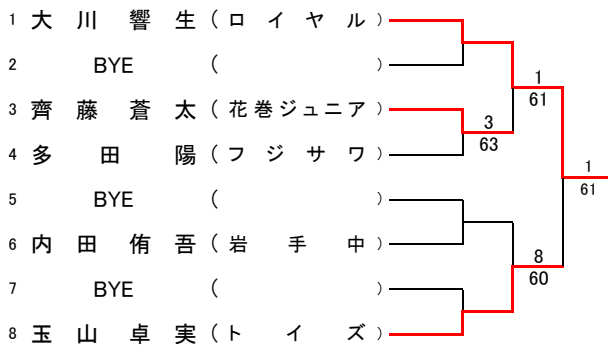 1 大川響生 (ロイヤル)
2 BYE ( )
3 齊藤蒼太 (花巻ジュニア)
4 多田陽 (フジサワ)
5 BYE ( )
6 内田侑吾 (岩手中)
7 BYE ( )
8 玉山卓実 (トイズ)
3
63
1
61
8
60
1
61